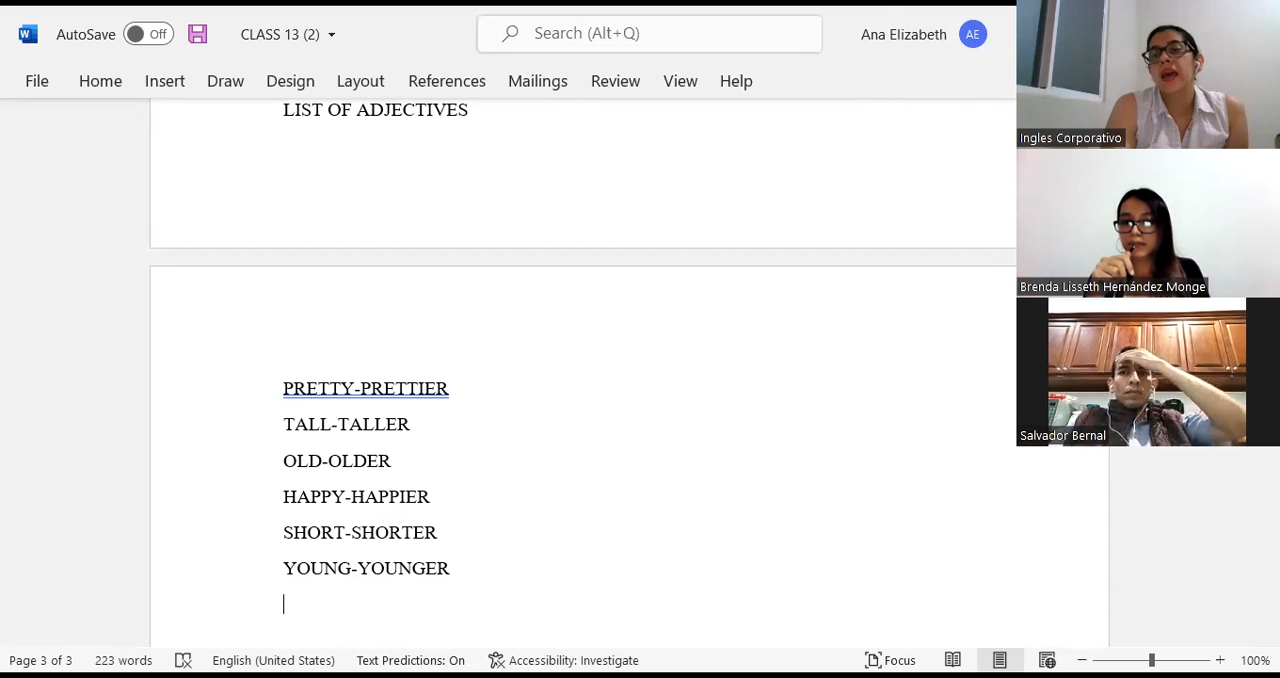 W AutoSave Off CLASS 13 (2) Search (Alt+Q) Ana Elizabeth AE
File Home Insert Draw Design Layout References Mailings Review View Help
Ingles Corporativo
Brenda Lisseth Hernández Monge
Salvador Bernal
LIST OF ADJECTIVES
PRETTY-PRETTIER
TALL-TALLER
OLD-OLDER
HAPPY-HAPPIER
SHORT-SHORTER
YOUNG-YOUNGER
Page 3 of 3 223 words English (United States) Text Predictions: On Accessibility: Investigate Focus 100%